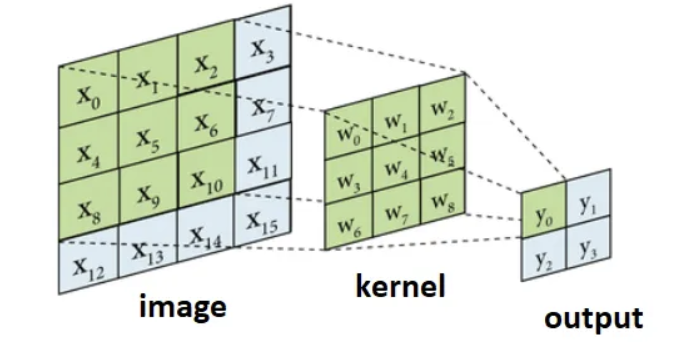 x₀ x₁ x₂ x₃
x₄ x₅ x₆ x₇
x₈ x₉ x₁₀ x₁₁
x₁₂ x₁₃ x₁₄ x₁₅
image
w₀ w₁ w₂
w₃ w₄ w₅
w₆ w₇ w₈
kernel
y₀ y₁
y₂ y₃
output